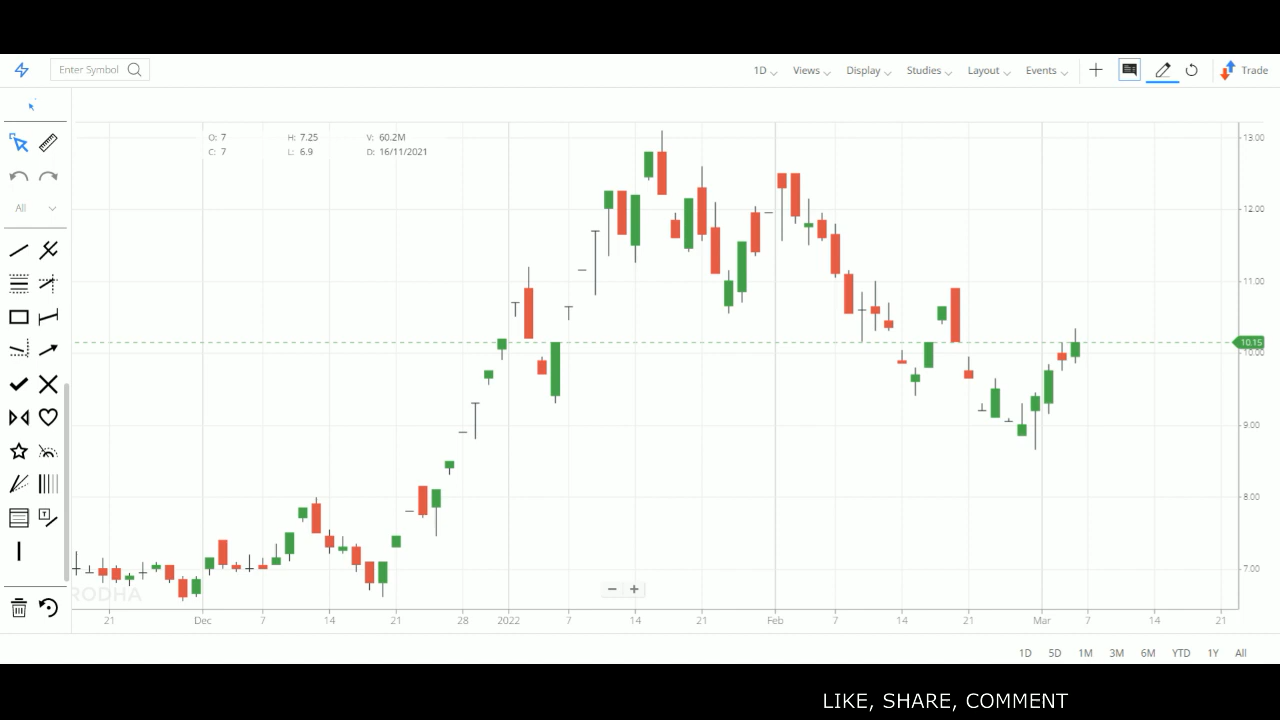 Enter Symbol 1D Views Display Studies Layout Events Trade
O: 7 H: 7.25 V: 60.2M
C: 7 L: 6.9 D: 16/11/2021
All
13.00
12.00
11.00
10.15
10.00
9.00
8.00
7.00
RODHA
21 Dec 7 14 21 28 2022 7 14 21 Feb 7 14 21 Mar 7 14 21
1D 5D 1M 3M 6M YTD 1Y All
LIKE, SHARE, COMMENT